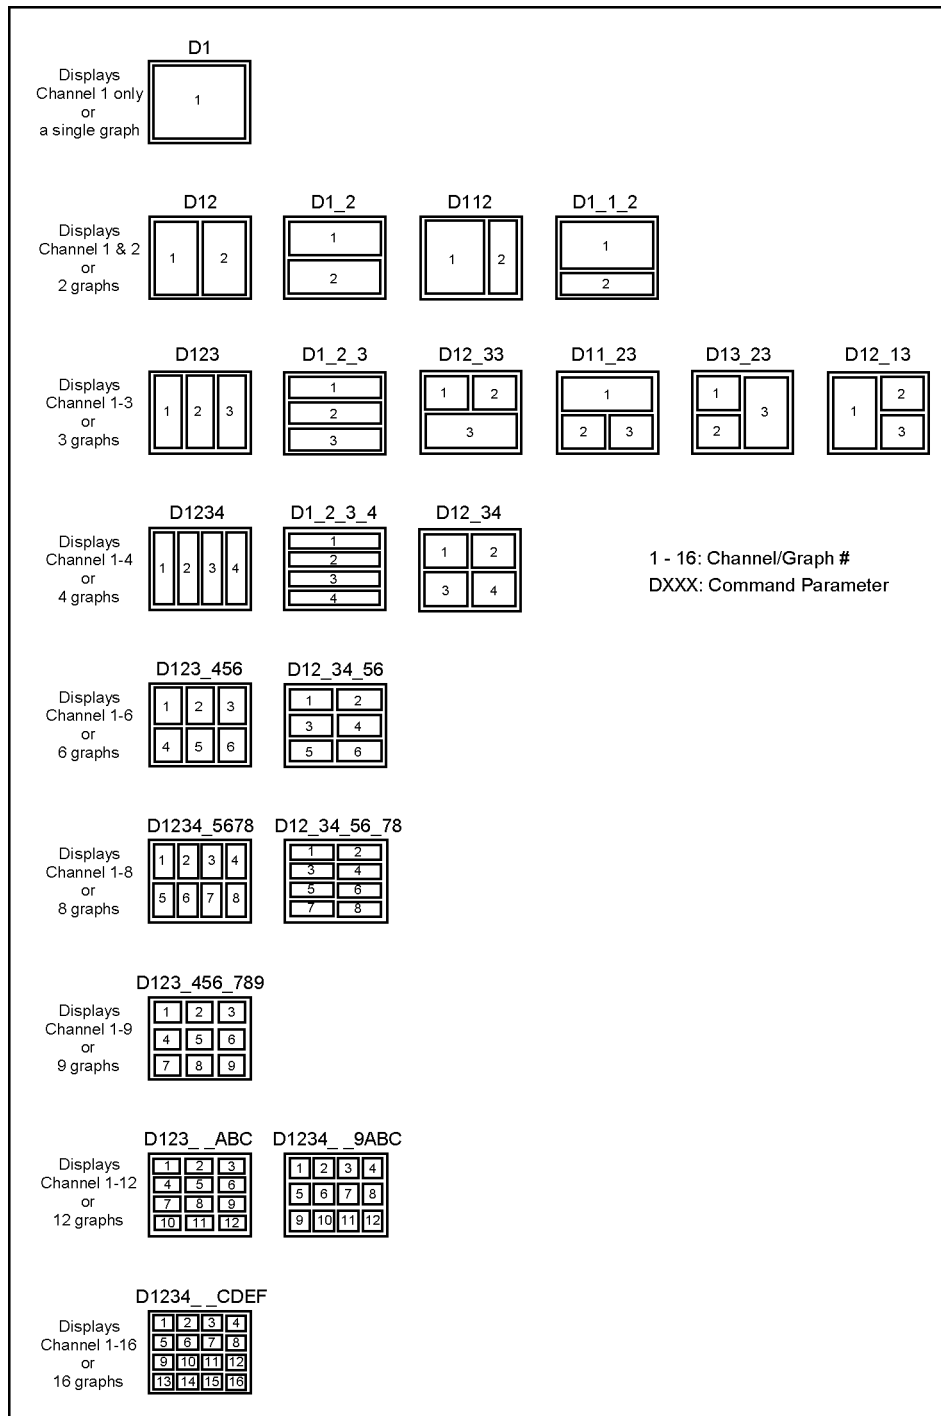 D1
Displays
Channel 1 only
or
a single graph
1
D12 D1_2 D112 D1_1_2
Displays
Channel 1 & 2
or
2 graphs
1 2
1
2
1 2
1
2
D123 D1_2_3 D12_33 D11_23 D13_23 D12_13
Displays
Channel 1-3
or
3 graphs
1 2 3
1
2
3
1 2
3
1
2 3
1
2
3
1
2
3
D1234 D1_2_3_4 D12_34
Displays
Channel 1-4
or
4 graphs
1 2 3 4
1
2
3
4
1 2
3 4
1 - 16: Channel/Graph #
DXXX: Command Parameter
D123_456 D12_34_56
Displays
Channel 1-6
or
6 graphs
1 2 3
4 5 6
1 2
3 4
5 6
D1234_5678 D12_34_56_78
Displays
Channel 1-8
or
8 graphs
1 2 3 4
5 6 7 8
1 2
3 4
5 6
7 8
D123_456_789
Displays
Channel 1-9
or
9 graphs
1 2 3
4 5 6
7 8 9
D123_ _ABC D1234_ _9ABC
Displays
Channel 1-12
or
12 graphs
1 2 3
4 5 6
7 8 9
10 11 12
1 2 3 4
5 6 7 8
9 10 11 12
D1234_ _CDEF
Displays
Channel 1-16
or
16 graphs
1 2 3 4
5 6 7 8
9 10 11 12
13 14 15 16